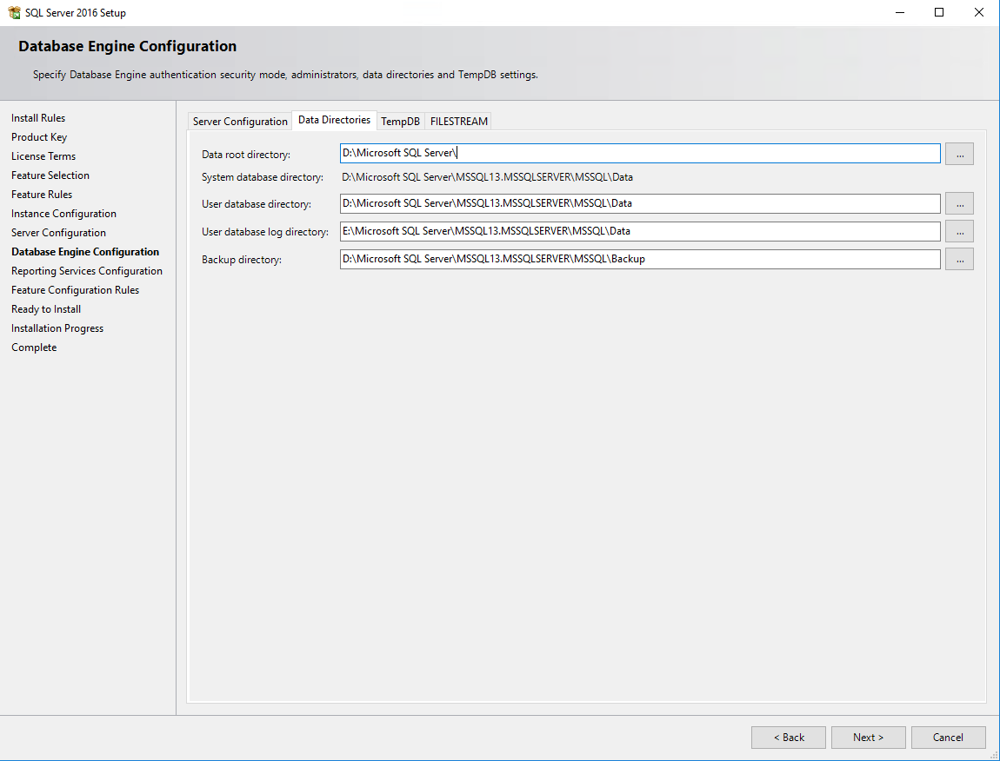 SQL Server 2016 Setup
Database Engine Configuration
Specify Database Engine authentication security mode, administrators, data directories and TempDB settings.
Install Rules
Product Key
License Terms
Feature Selection
Feature Rules
Instance Configuration
Server Configuration
Database Engine Configuration
Reporting Services Configuration
Feature Configuration Rules
Ready to Install
Installation Progress
Complete
Server Configuration Data Directories TempDB FILESTREAM
Data root directory: D:\Microsoft SQL Server\ ...
System database directory: D:\Microsoft SQL Server\MSSQL13.MSSQLSERVER\MSSQL\Data
User database directory: D:\Microsoft SQL Server\MSSQL13.MSSQLSERVER\MSSQL\Data ...
User database log directory: E:\Microsoft SQL Server\MSSQL13.MSSQLSERVER\MSSQL\Data ...
Backup directory: D:\Microsoft SQL Server\MSSQL13.MSSQLSERVER\MSSQL\Backup ...
< Back Next > Cancel